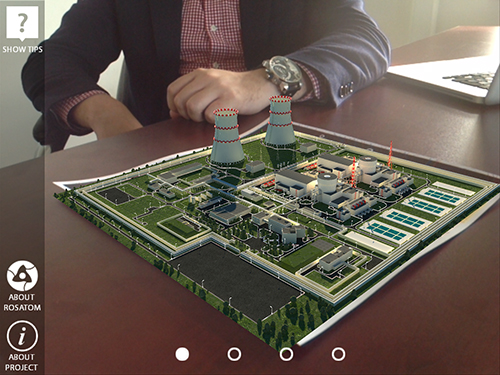 ?
SHOW TIPS
ABOUT
ROSATOM
i
ABOUT
PROJECT